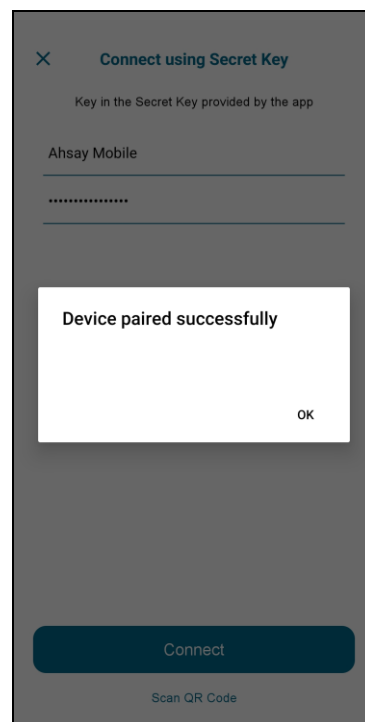 Connect using Secret Key
Key in the Secret Key provided by the app
Ahsay Mobile
••••••••••••••••
Device paired successfully
OK
Connect
Scan QR Code